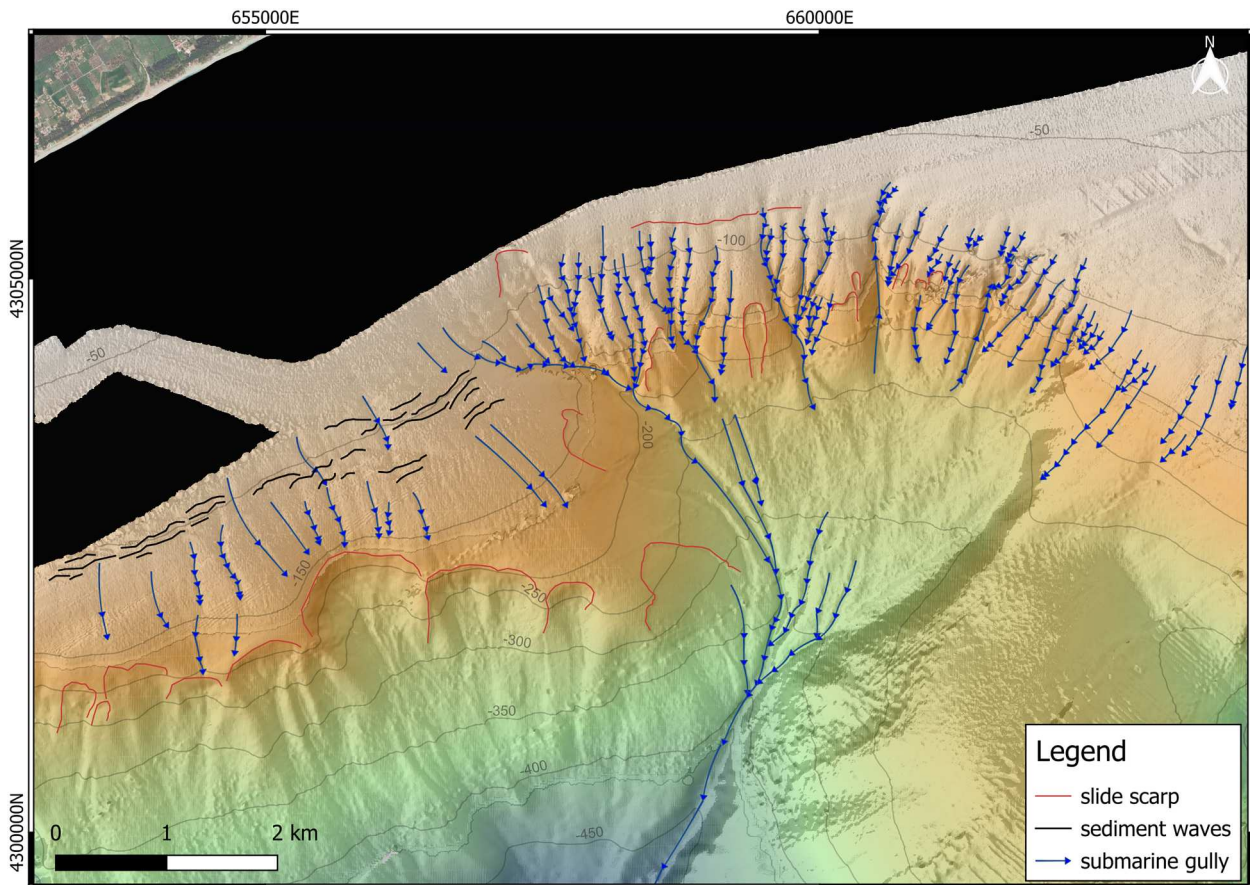 655000E
660000E
N
-50
-50
4305000N
-100
-200
-150
-250
-300
-350
-400
-450
4300000N
0 1 2 km
Legend
slide scarp
sediment waves
submarine gully